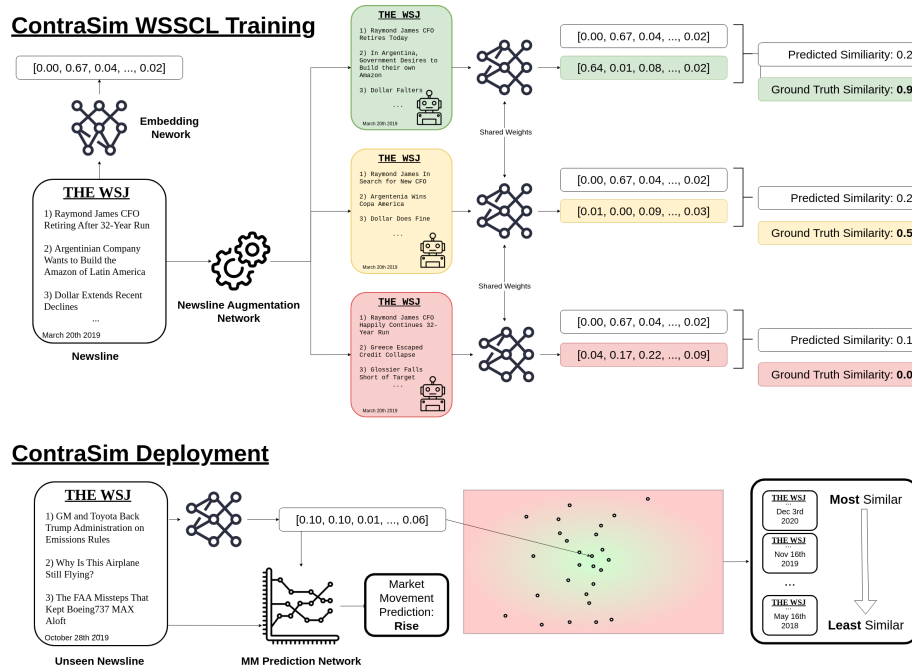 ContraSim WSSCL Training
[0.00, 0.67, 0.04, ..., 0.02]
Embedding
Nework
THE WSJ
1) Raymond James CFO
Retiring After 32-Year Run
2) Argentinian Company
Wants to Build the
Amazon of Latin America
3) Dollar Extends Recent
Declines
...
March 20th 2019
Newsline
Newsline Augmentation
Network
THE WSJ
1) Raymond James CFO
Retires Today
2) In Argentina,
Government Desires to
Build their own
Amazon
3) Dollar Falters
...
March 20th 2019
THE WSJ
1) Raymond James In
Search for New CFO
2) Argentenia Wins
Copa America
3) Dollar Does Fine
...
March 20th 2019
THE WSJ
1) Raymond James CFO
Happily Continues 32-
Year Run
2) Greece Escaped
Credit Collapse
3) Glossier Falls
Short of Target
...
March 20th 2019
Shared Weights
Shared Weights
[0.00, 0.67, 0.04, ..., 0.02]
[0.64, 0.01, 0.08, ..., 0.02]
Predicted Similiarity: 0.2
Ground Truth Similarity: 0.9
[0.00, 0.67, 0.04, ..., 0.02]
[0.01, 0.00, 0.09, ..., 0.03]
Predicted Similiarity: 0.2
Ground Truth Similarity: 0.5
[0.00, 0.67, 0.04, ..., 0.02]
[0.04, 0.17, 0.22, ..., 0.09]
Predicted Similiarity: 0.1
Ground Truth Similarity: 0.0
ContraSim Deployment
THE WSJ
1) GM and Toyota Back
Trump Administration on
Emissions Rules
2) Why Is This Airplane
Still Flying?
3) The FAA Missteps That
Kept Boeing737 MAX
Aloft
October 28th 2019
Unseen Newsline
[0.10, 0.10, 0.01, ..., 0.06]
MM Prediction Network
Market
Movement
Prediction:
Rise
THE WSJ
...
Dec 3rd
2020
THE WSJ
...
Nov 16th
2019
...
THE WSJ
...
May 16th
2018
Most Similar
Least Similar